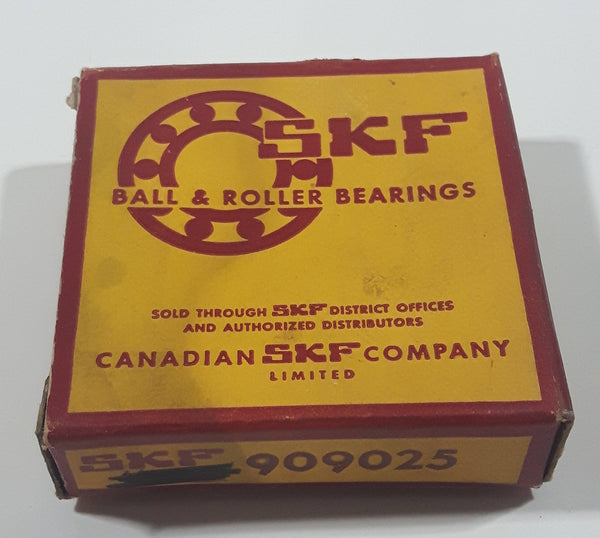 SKF
BALL & ROLLER BEARINGS
SOLD THROUGH SKF DISTRICT OFFICES
AND AUTHORIZED DISTRIBUTORS
CANADIAN SKF COMPANY
LIMITED
SKF 909025